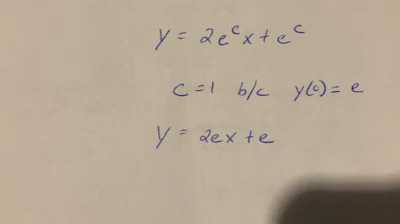 y = 2e^c x + e^c
c = 1 b/c y(0) = e
y = 2ex + e